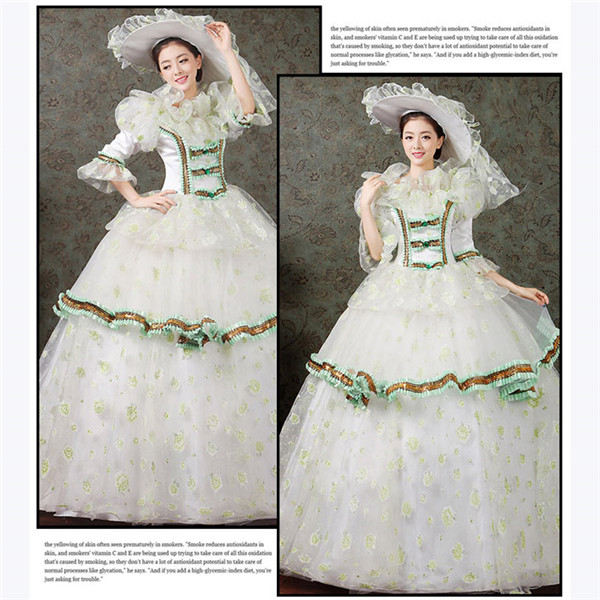 the yellowing of skin often seen prematurely in smokers. "Smoke reduces antioxidants in
skin, and smokers' vitamin C and E are being used up trying to take care of all this oxidation
that's caused by smoking, so they don't have a lot of antioxidant potential to take care of
normal processes like glycation," he says. "And if you add a high-glycemic-index diet, you're
just asking for trouble."
the yellowing of skin often seen prematurely in smokers. "Smoke reduces antioxidants in
skin, and smokers' vitamin C and E are being used up trying to take care of all this oxidation
that's caused by smoking, so they don't have a lot of antioxidant potential to take care of
normal processes like glycation," he says. "And if you add a high-glycemic-index diet, you're
just asking for trouble."